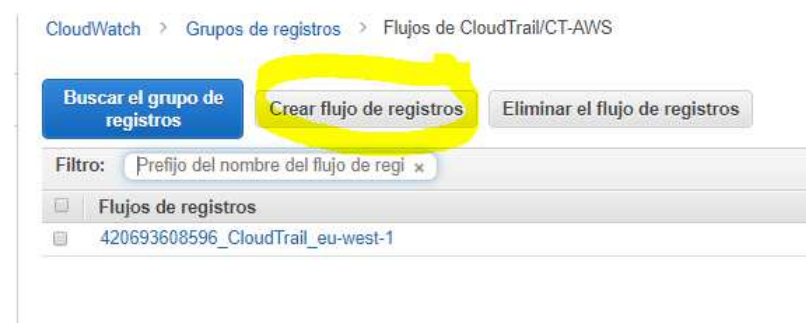 CloudWatch > Grupos de registros > Flujos de CloudTrail/CT-AWS
Buscar el grupo de
registros
Crear flujo de registros
Eliminar el flujo de registros
Filtro: Prefijo del nombre del flujo de regi ×
Flujos de registros
420693608596_CloudTrail_eu-west-1